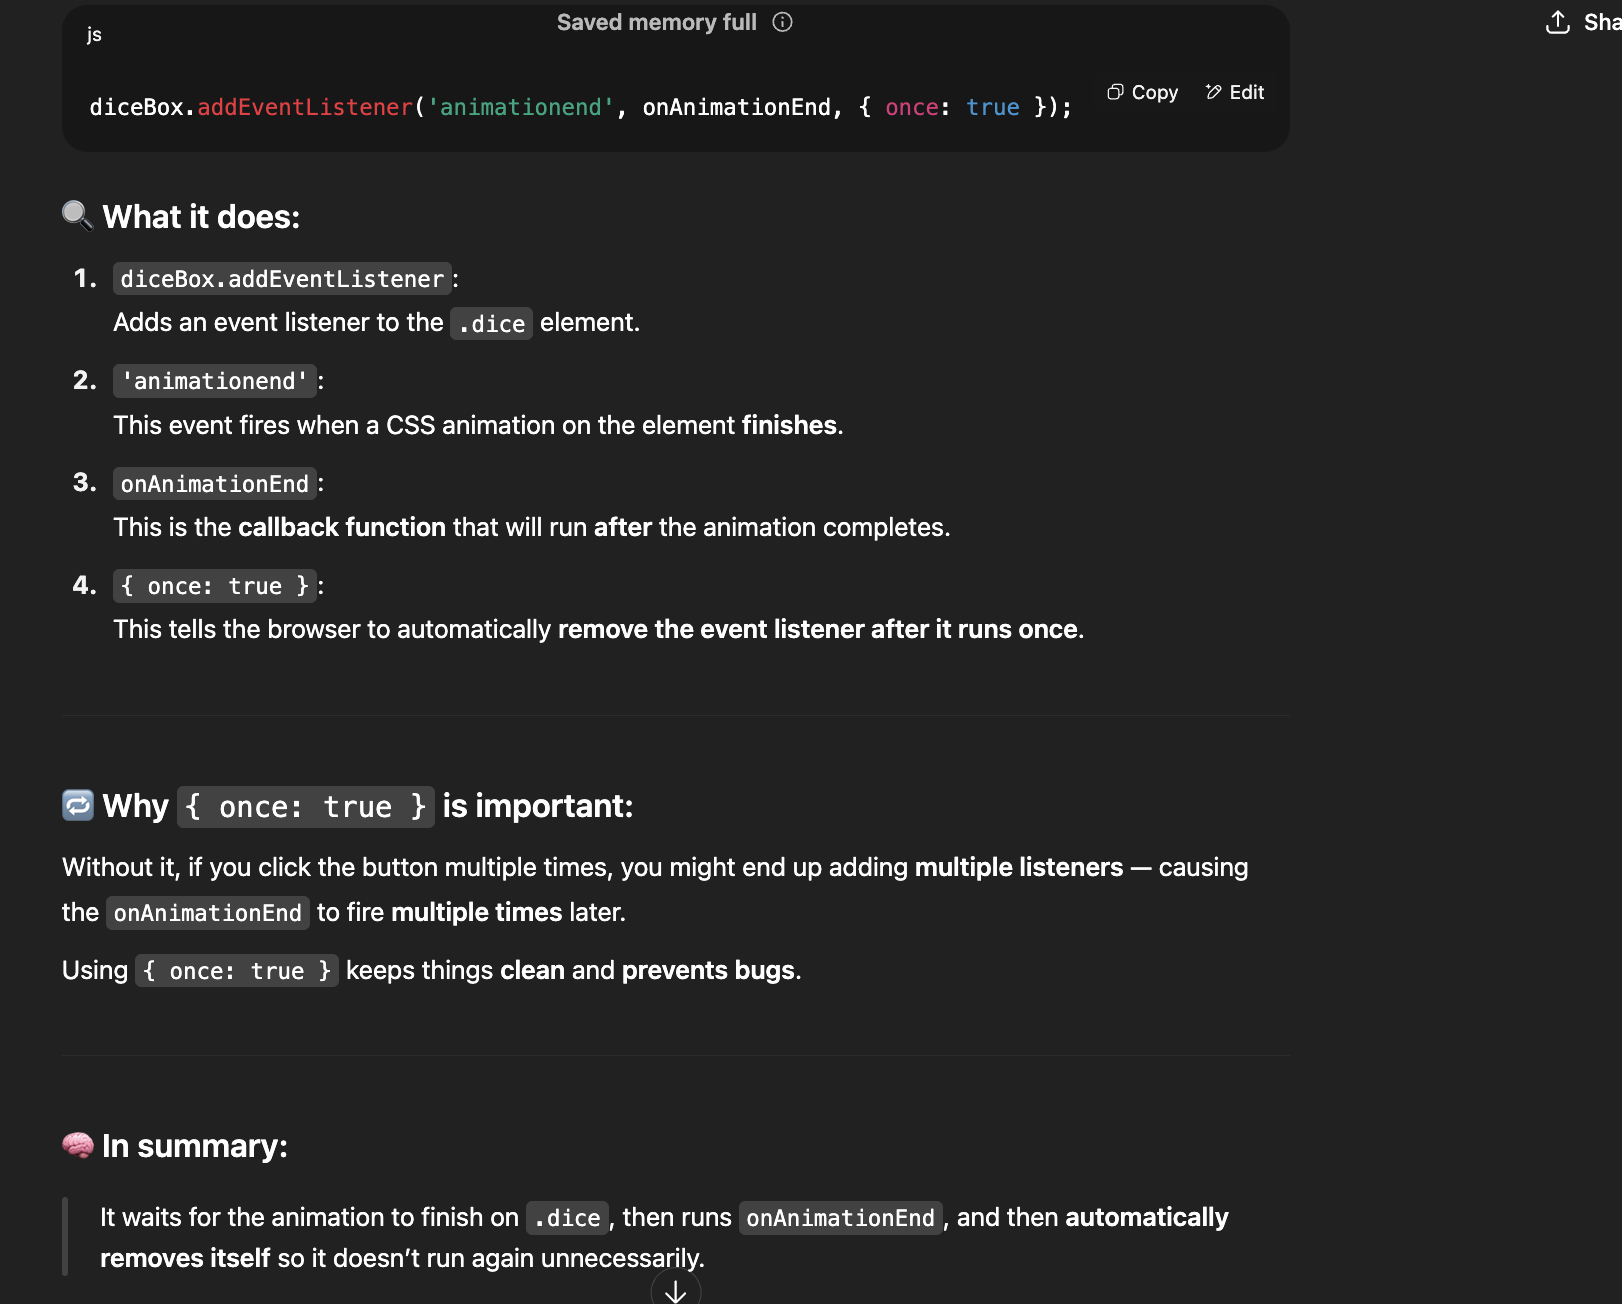 Saved memory full
Sha
js
Copy Edit
diceBox.addEventListener('animationend', onAnimationEnd, { once: true });
What it does:
1. diceBox.addEventListener:
Adds an event listener to the .dice element.
2. 'animationend':
This event fires when a CSS animation on the element finishes.
3. onAnimationEnd:
This is the callback function that will run after the animation completes.
4. { once: true }:
This tells the browser to automatically remove the event listener after it runs once.
Why { once: true } is important:
Without it, if you click the button multiple times, you might end up adding multiple listeners — causing
the onAnimationEnd to fire multiple times later.
Using { once: true } keeps things clean and prevents bugs.
In summary:
It waits for the animation to finish on .dice, then runs onAnimationEnd, and then automatically
removes itself so it doesn’t run again unnecessarily.